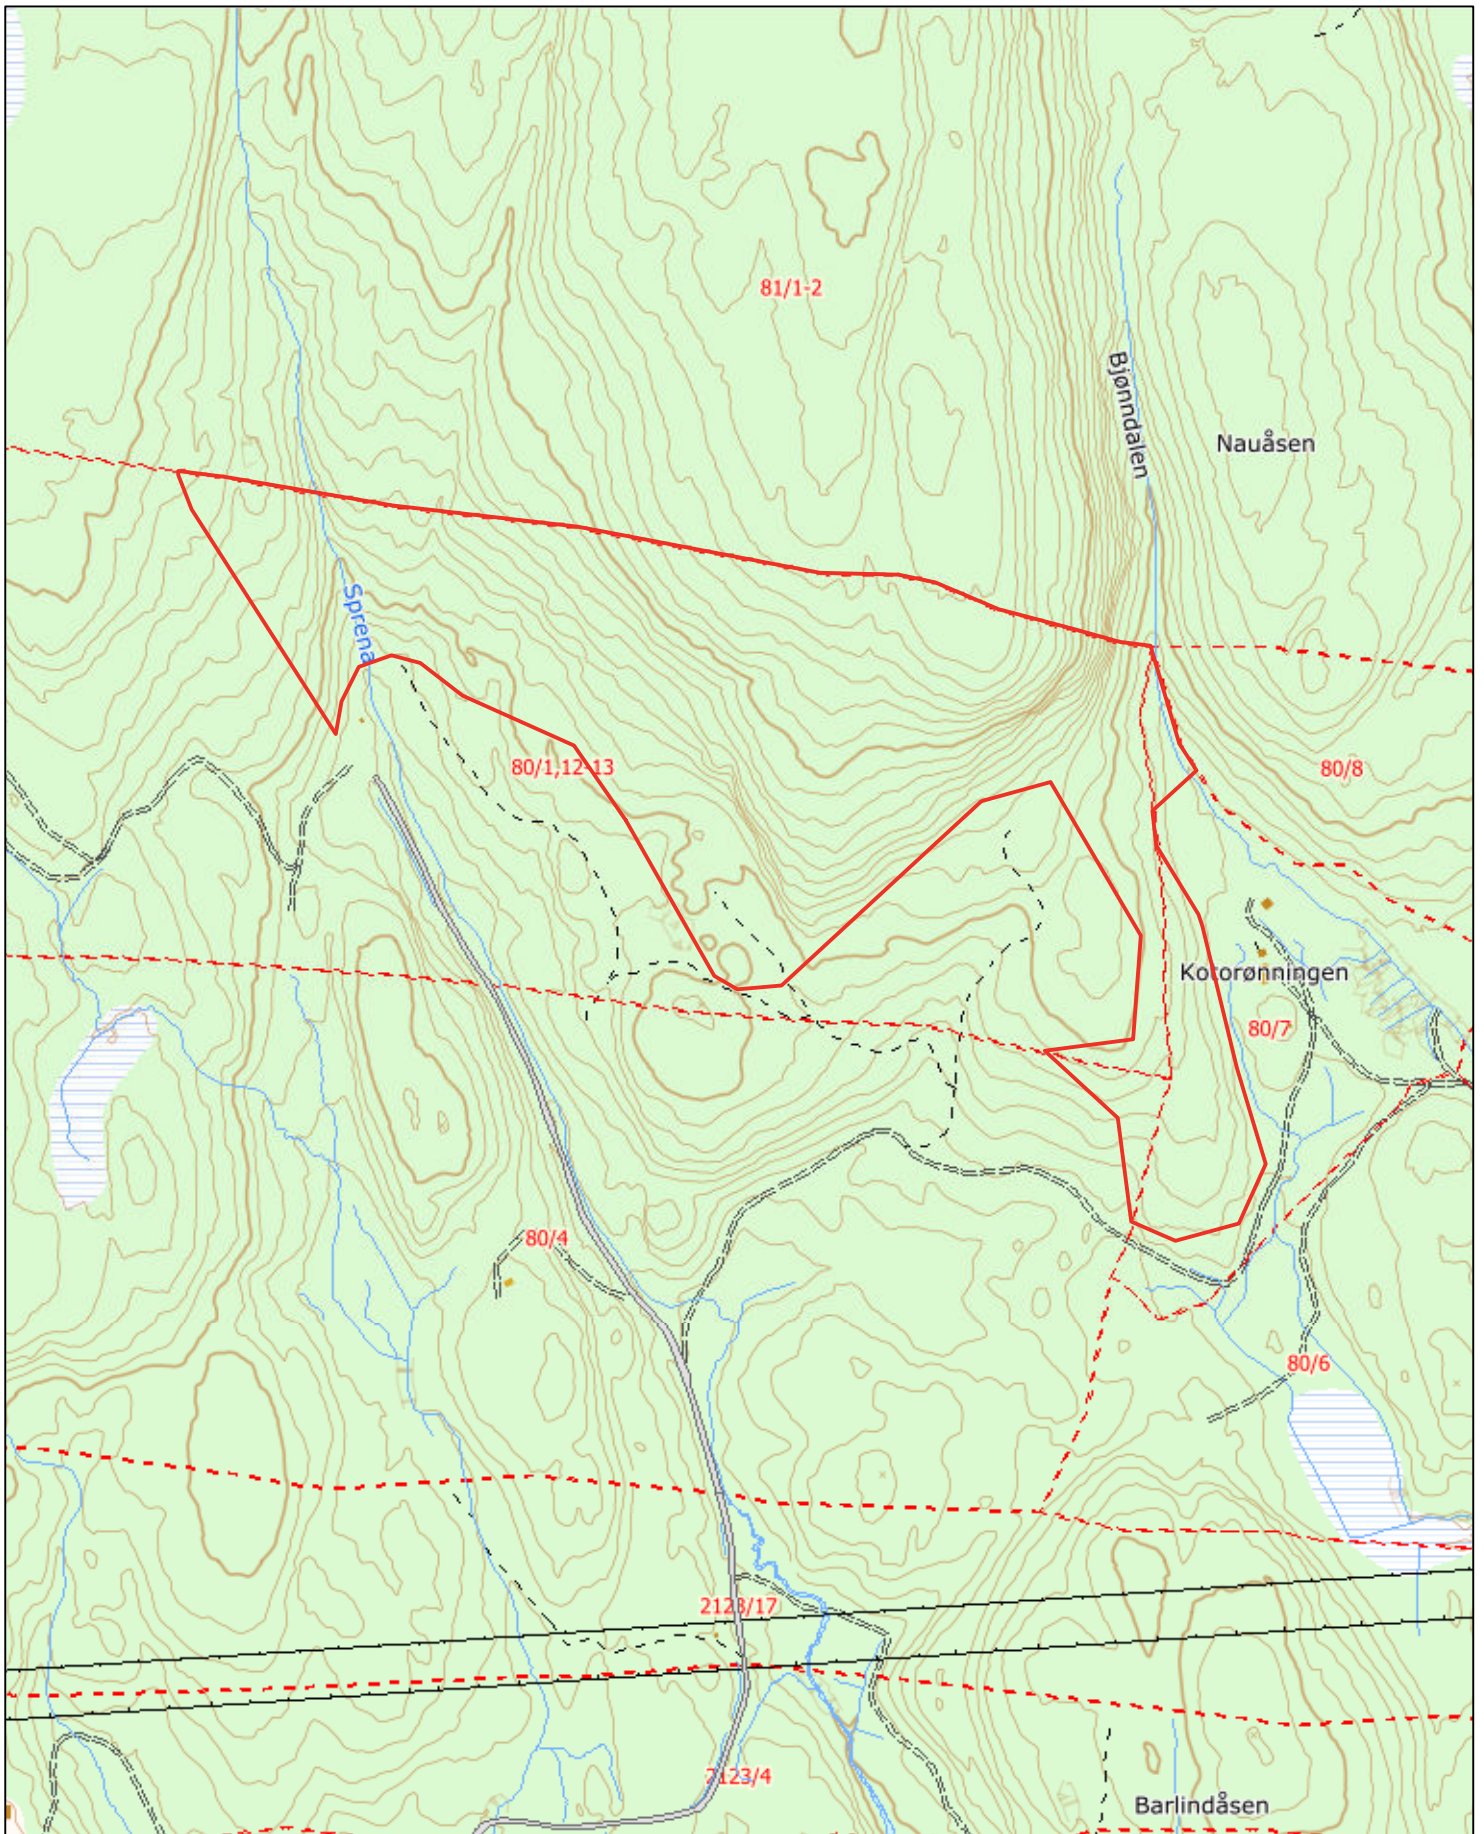 81/1-2
Bjønndalen
Nauåsen
Sprena
80/1,12-13
80/8
Kotorønningen
80/7
80/4
80/6
2123/17
2123/4
Barlindåsen